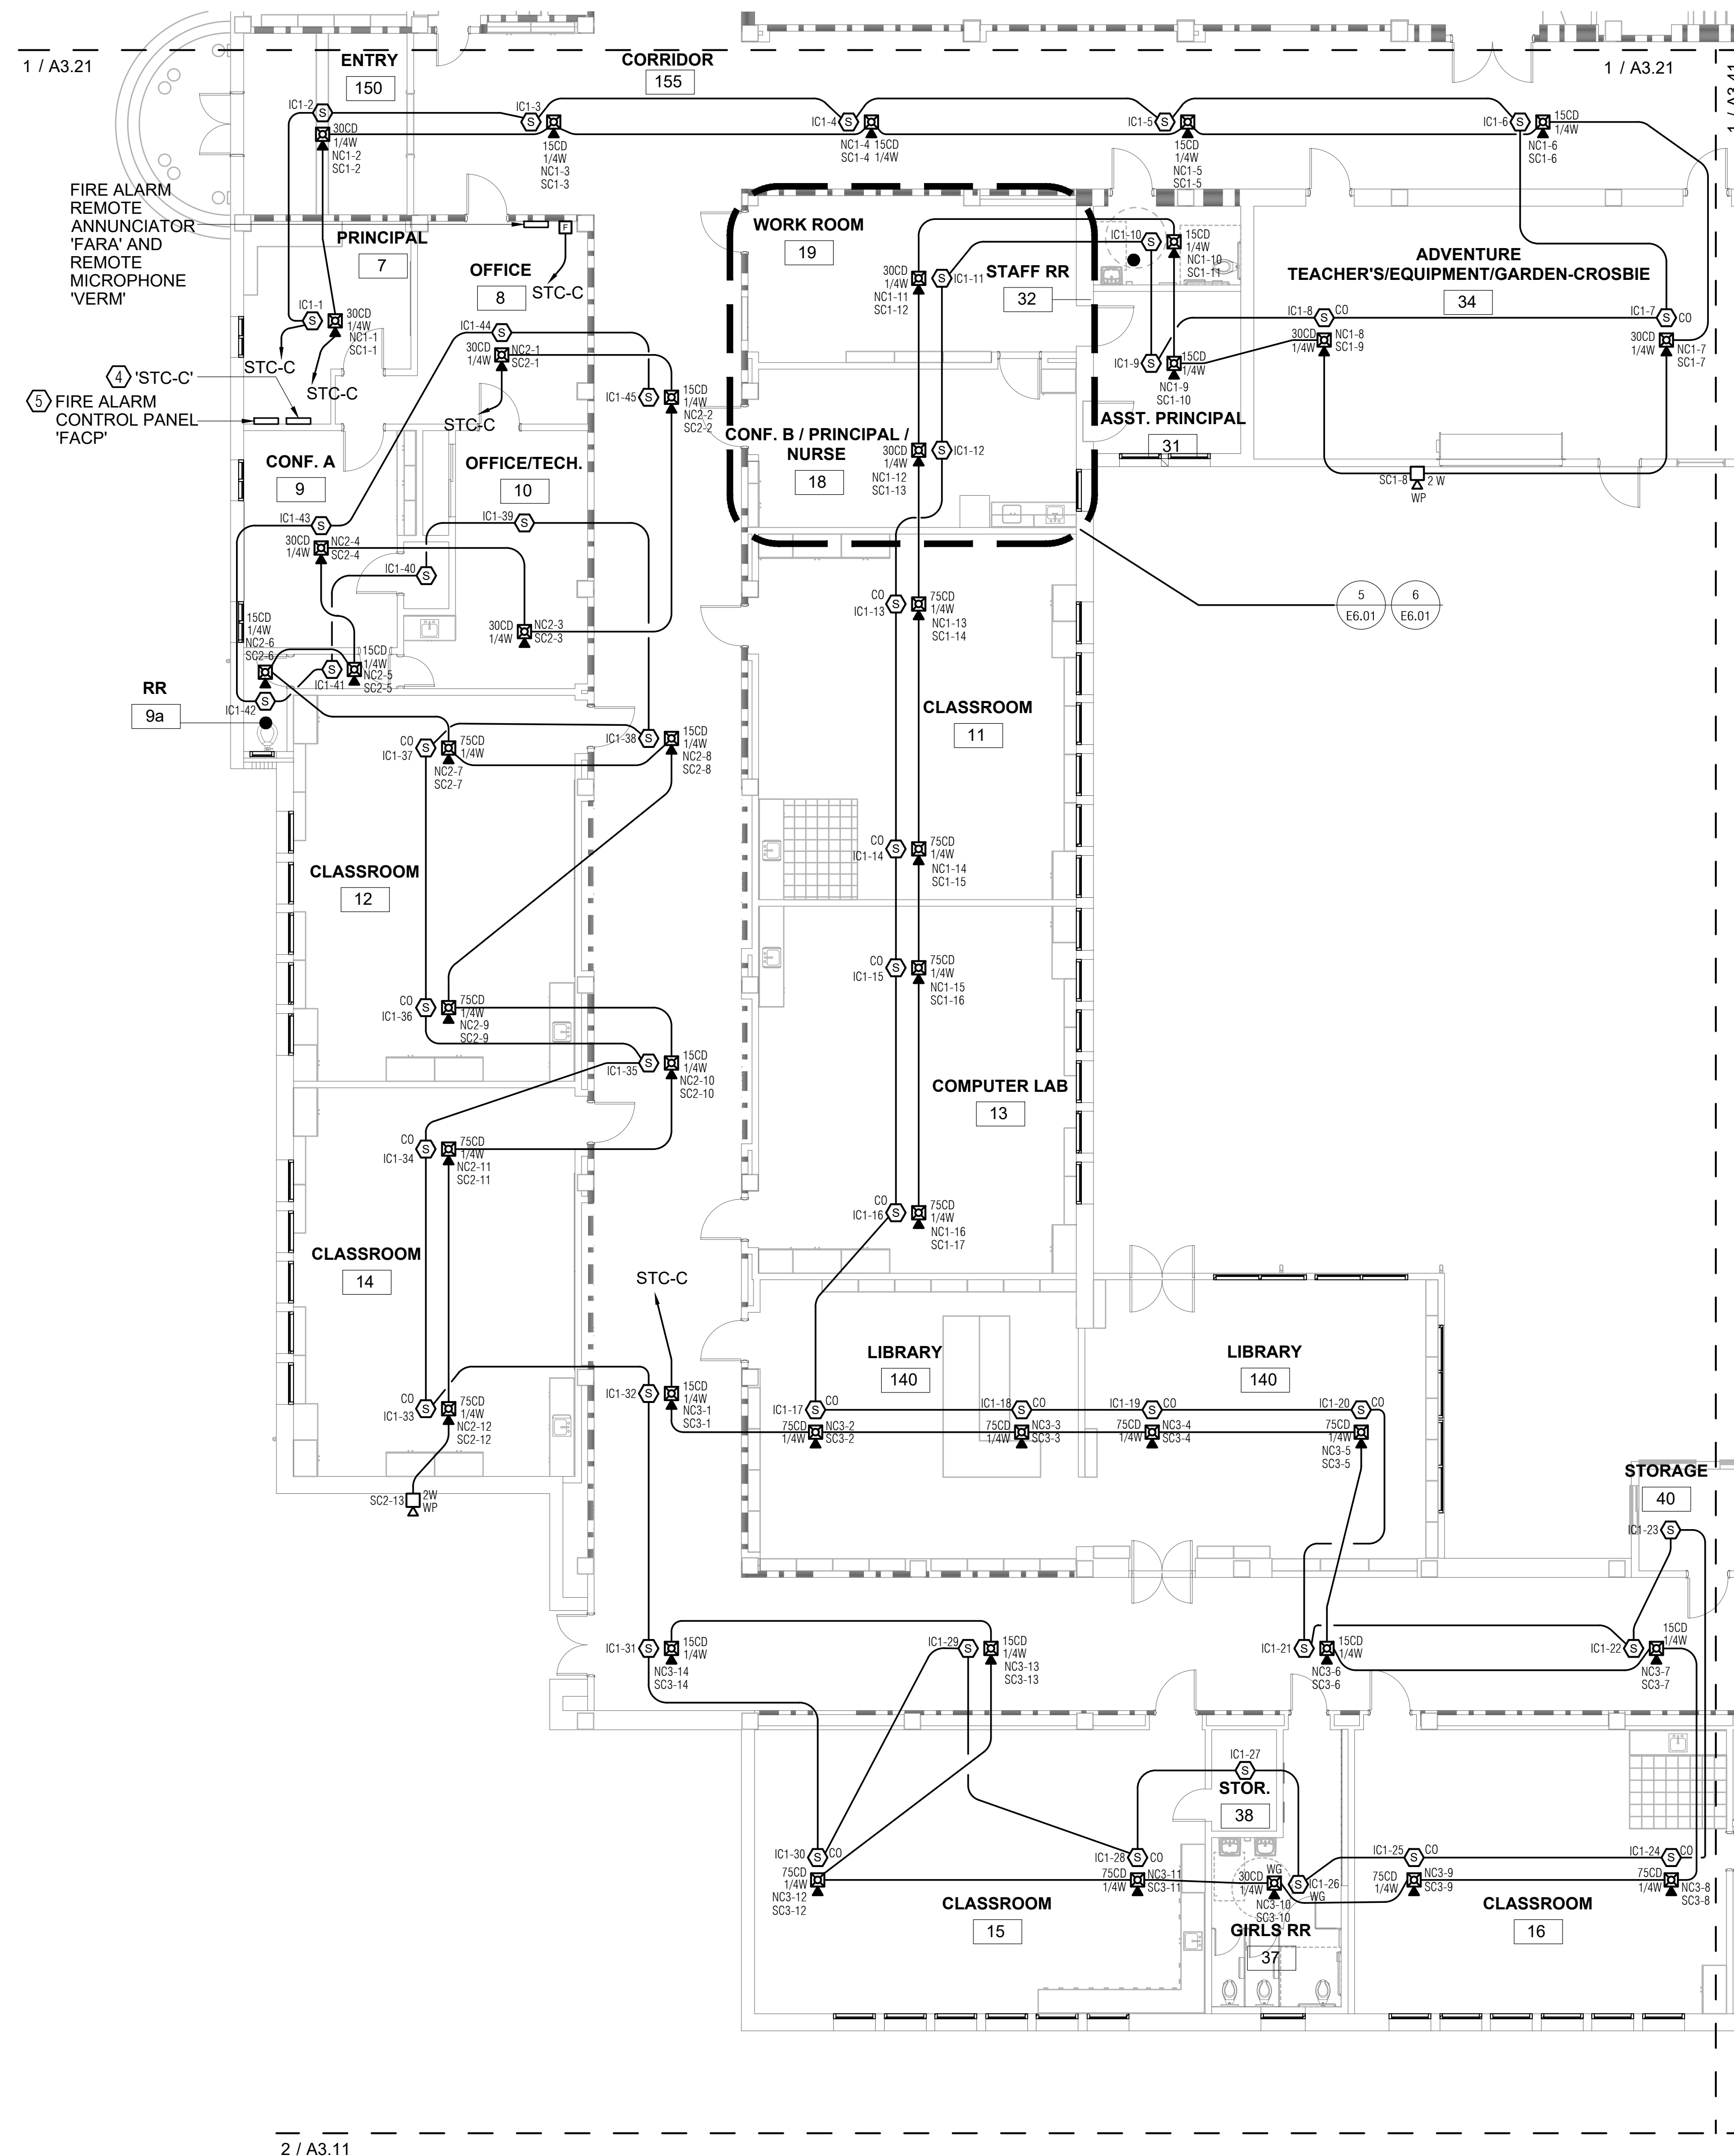 1 / A3.21
ENTRY
150
CORRIDOR
155
1 / A3.21
1 / A3.41
IC1-2
S
30CD
1/4W
NC1-2
SC1-2
IC1-3
S
15CD
1/4W
NC1-3
SC1-3
IC1-4
S
NC1-4 15CD
SC1-4 1/4W
IC1-5
S
15CD
1/4W
NC1-5
SC1-5
IC1-6
S
15CD
1/4W
NC1-6
SC1-6
FIRE ALARM
REMOTE
ANNUNCIATOR
'FARA' AND
REMOTE
MICROPHONE
'VERM'
PRINCIPAL
7
OFFICE
8
F
STC-C
IC1-1
S
30CD
1/4W
NC1-1
SC1-1
STC-C
STC-C
4 'STC-C'
5 FIRE ALARM
CONTROL PANEL
'FACP'
IC1-44
S
30CD
1/4W
NC2-1
SC2-1
STC-C
IC1-45
S
15CD
1/4W
NC2-2
SC2-2
WORK ROOM
19
30CD
1/4W
NC1-11
SC1-12
S
IC1-11
STAFF RR
32
IC1-10
S
15CD
1/4W
NC1-10
SC1-11
ADVENTURE
TEACHER'S/EQUIPMENT/GARDEN-CROSBIE
34
IC1-8
S
CO
30CD
1/4W
NC1-8
SC1-9
IC1-7
S
CO
30CD
1/4W
NC1-7
SC1-7
IC1-9
S
15CD
1/4W
NC1-9
SC1-10
ASST. PRINCIPAL
31
SC1-8
2 W
WP
CONF. B / PRINCIPAL /
NURSE
18
30CD
1/4W
NC1-12
SC1-13
S
IC1-12
CONF. A
9
OFFICE/TECH.
10
IC1-43
S
30CD
1/4W
NC2-4
SC2-4
IC1-39
S
IC1-40
S
30CD
1/4W
NC2-3
SC2-3
15CD
1/4W
NC2-6
SC2-6
IC1-41
S
15CD
1/4W
NC2-5
SC2-5
IC1-42
S
RR
9a
5
E6.01
6
E6.01
CO
IC1-13
S
75CD
1/4W
NC1-13
SC1-14
CLASSROOM
11
CO
IC1-37
S
75CD
1/4W
NC2-7
SC2-7
IC1-38
S
15CD
1/4W
NC2-8
SC2-8
CO
IC1-14
S
75CD
1/4W
NC1-14
SC1-15
CLASSROOM
12
CO
IC1-15
S
75CD
1/4W
NC1-15
SC1-16
CO
IC1-36
S
75CD
1/4W
NC2-9
SC2-9
IC1-35
S
15CD
1/4W
NC2-10
SC2-10
COMPUTER LAB
13
CO
IC1-34
S
75CD
1/4W
NC2-11
SC2-11
CO
IC1-16
S
75CD
1/4W
NC1-16
SC1-17
CLASSROOM
14
STC-C
LIBRARY
140
LIBRARY
140
CO
IC1-33
S
75CD
1/4W
NC2-12
SC2-12
IC1-32
S
15CD
1/4W
NC3-1
SC3-1
IC1-17
S
CO
75CD
1/4W
NC3-2
SC3-2
IC1-18
S
CO
75CD
1/4W
NC3-3
SC3-3
IC1-19
S
CO
75CD
1/4W
NC3-4
SC3-4
IC1-20
S
CO
75CD
1/4W
NC3-5
SC3-5
SC2-13
2W
WP
STORAGE
40
IC1-23
S
IC1-31
S
15CD
1/4W
NC3-14
SC3-14
IC1-29
S
15CD
1/4W
NC3-13
SC3-13
IC1-21
S
15CD
1/4W
NC3-6
SC3-6
IC1-22
S
15CD
1/4W
NC3-7
SC3-7
IC1-27
S
STOR.
38
IC1-30
S
CO
75CD
1/4W
NC3-12
SC3-12
IC1-28
S
CO
75CD
1/4W
NC3-11
SC3-11
WG
30CD
1/4W
NC3-10
SC3-10
S
IC1-26
WG
IC1-25
S
CO
75CD
1/4W
NC3-9
SC3-9
IC1-24
S
CO
75CD
1/4W
NC3-8
SC3-8
CLASSROOM
15
GIRLS RR
37
CLASSROOM
16
2 / A3.11